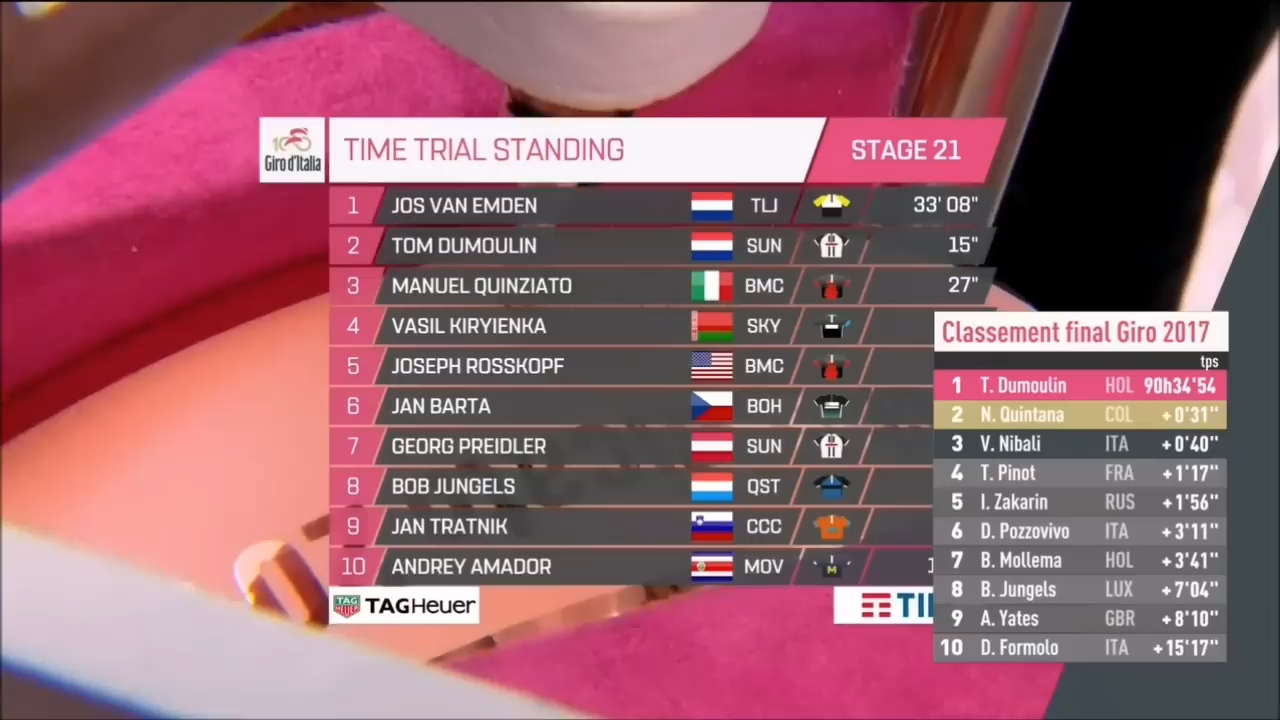 100
Giro d'Italia
TIME TRIAL STANDING STAGE 21
1 JOS VAN EMDEN TLJ 33' 08"
2 TOM DUMOULIN SUN 15"
3 MANUEL QUINZIATO BMC 27"
4 VASIL KIRYIENKA SKY
5 JOSEPH ROSSKOPF BMC
6 JAN BARTA BOH
7 GEORG PREIDLER SUN
8 BOB JUNGELS QST
9 JAN TRATNIK CCC
10 ANDREY AMADOR MOV 1
TAG HEUER TAGHeuer
Classement final Giro 2017
tps
1 T. Dumoulin HOL 90h34'54
2 N. Quintana COL +0'31"
3 V. Nibali ITA +0'40"
4 T. Pinot FRA +1'17"
5 I. Zakarin RUS +1'56"
6 D. Pozzovivo ITA +3'11"
7 B. Mollema HOL +3'41"
8 B. Jungels LUX +7'04"
9 A. Yates GBR +8'10"
10 D. Formolo ITA +15'17"